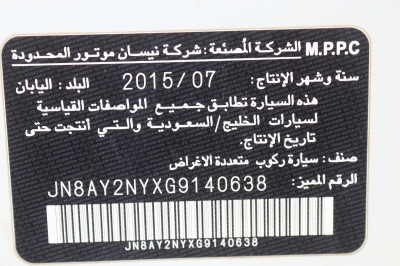 M.P.P.C الشركة المُصنعة : شركة نيسان موتور المحدودة
سنة وشهر الإنتاج: 2015/07 البلد: اليابان
هذه السيارة تطابق جميع المواصفات القياسية
لسيارات الخليج/السعودية والتي أنتجت حتى
تاريخ الإنتاج.
صنف: سيارة ركوب متعددة الاغراض
الرقم المميز: JN8AY2NYXG9140638
JN8AY2NYXG9140638